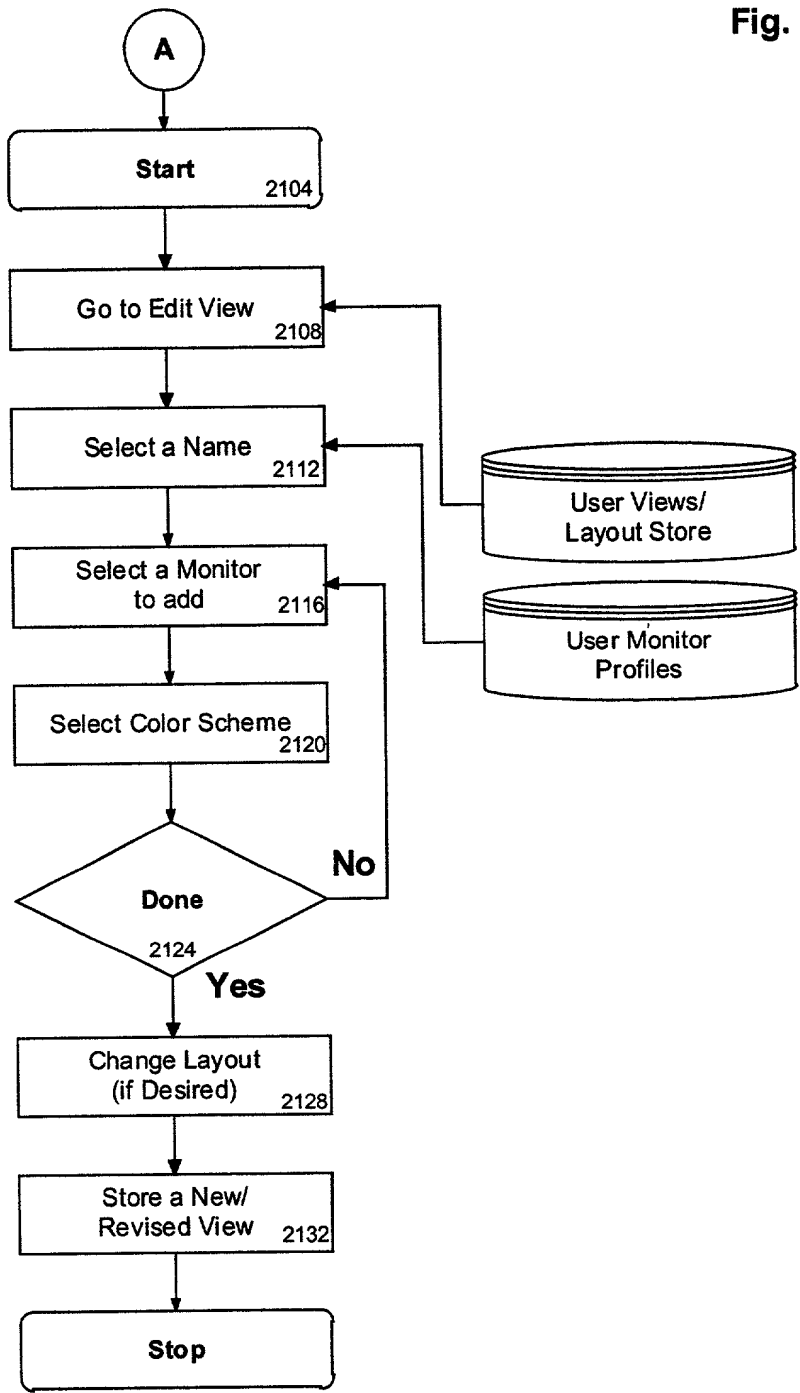 Fig.
A
Start
2104
Go to Edit View
2108
Select a Name
2112
User Views/
Layout Store
Select a Monitor
to add
2116
User Monitor
Profiles
Select Color Scheme
2120
No
Done
2124
Yes
Change Layout
(if Desired)
2128
Store a New/
Revised View
2132
Stop